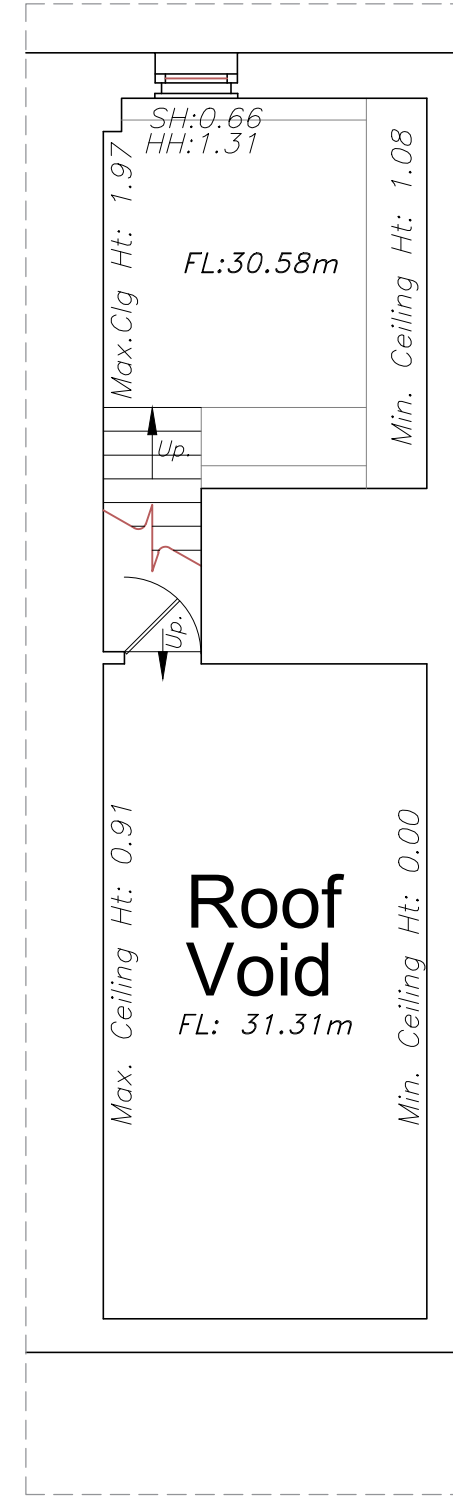 SH:0.66
HH:1.31
Max.Clg Ht: 1.97
Min. Ceiling Ht: 1.08
FL:30.58m
Up.
Up.
Max. Ceiling Ht: 0.91
Min. Ceiling Ht: 0.00
Roof
Void
FL: 31.31m